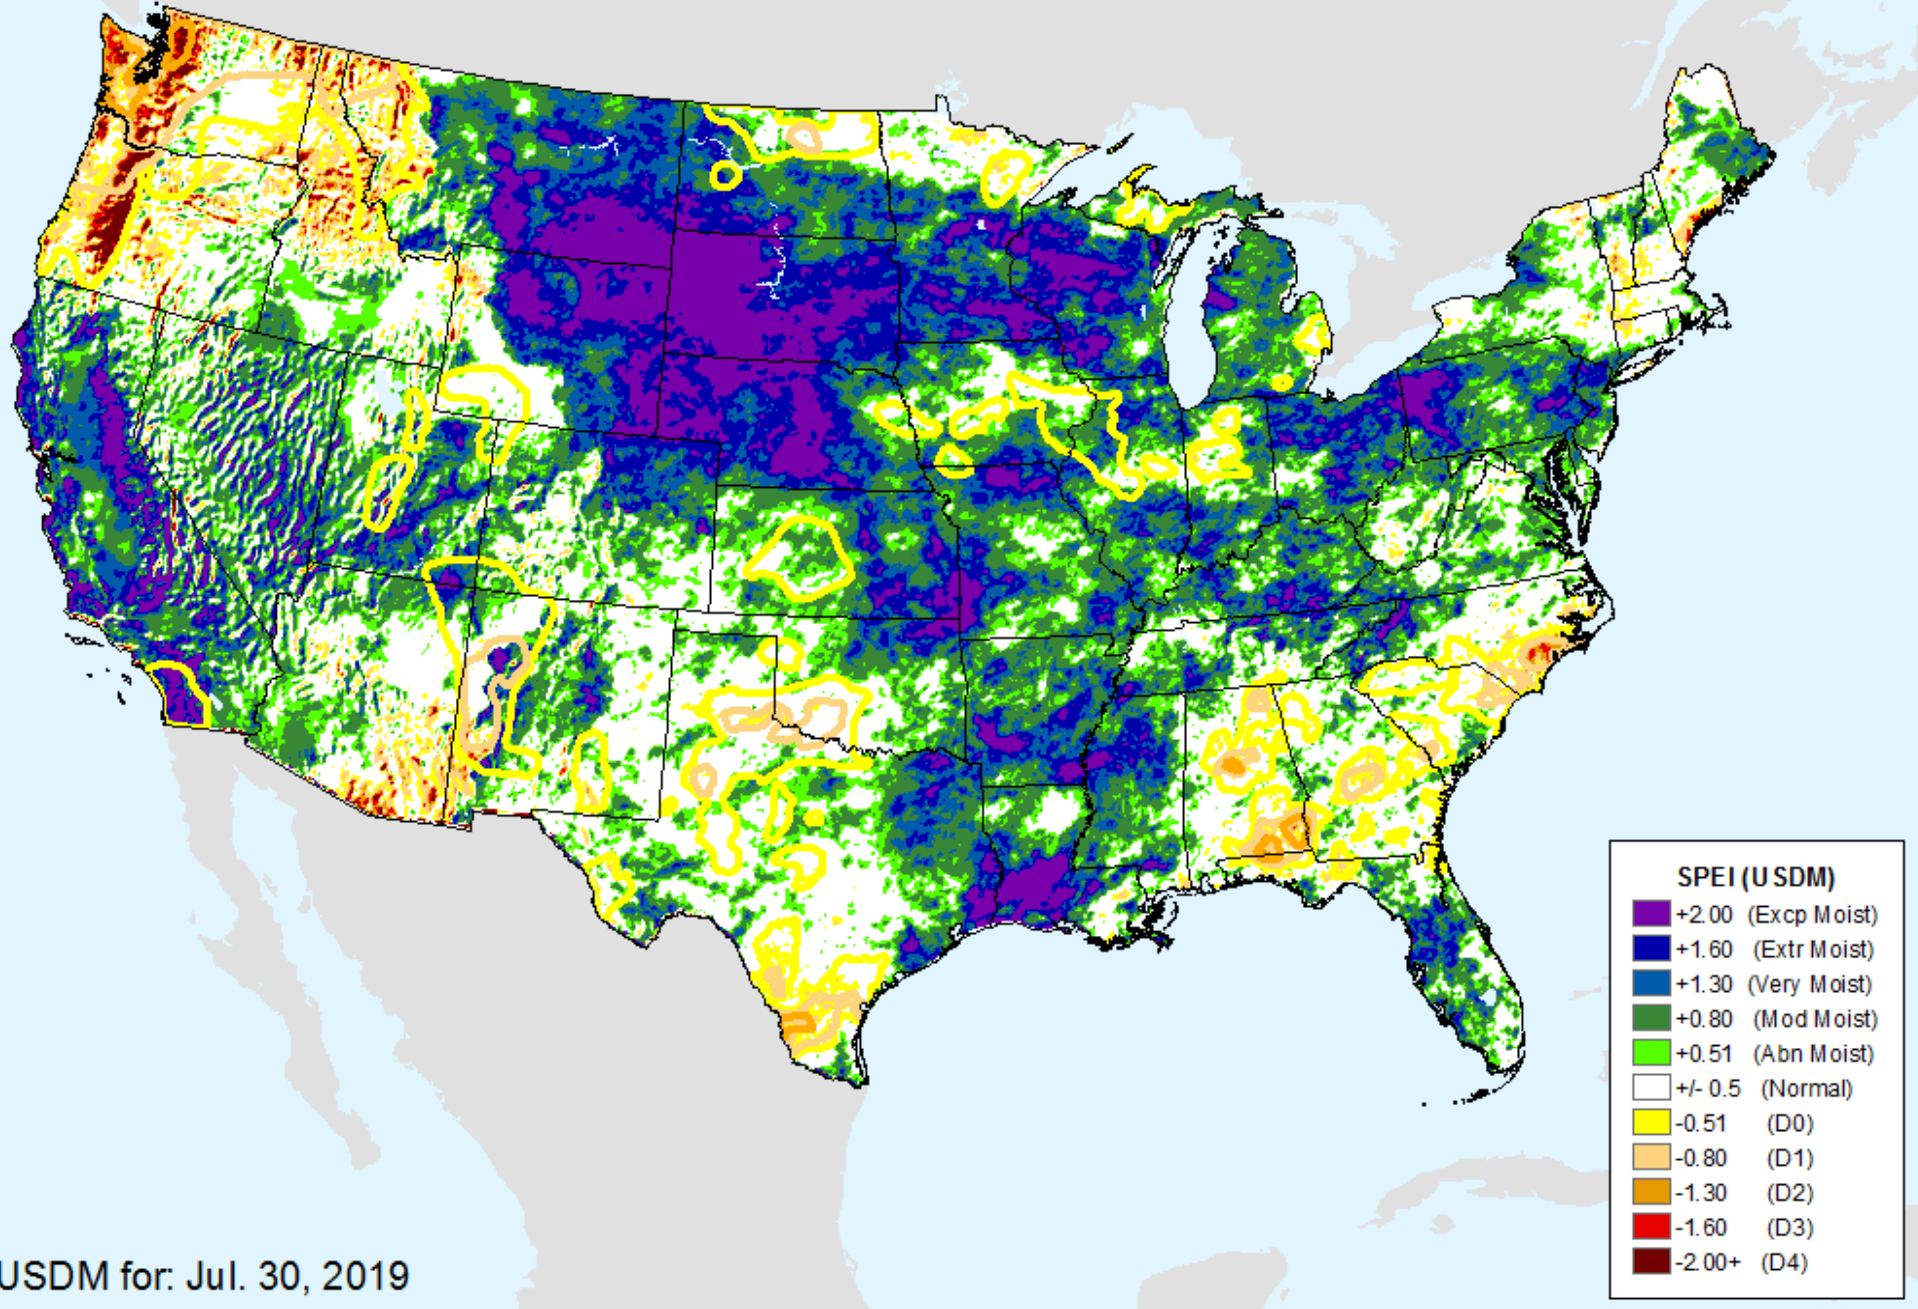 SPEI (USDM)
+2.00 (Excp Moist)
+1.60 (Extr Moist)
+1.30 (Very Moist)
+0.80 (Mod Moist)
+0.51 (Abn Moist)
+/- 0.5 (Normal)
-0.51 (D0)
-0.80 (D1)
-1.30 (D2)
-1.60 (D3)
-2.00+ (D4)
USDM for: Jul. 30, 2019